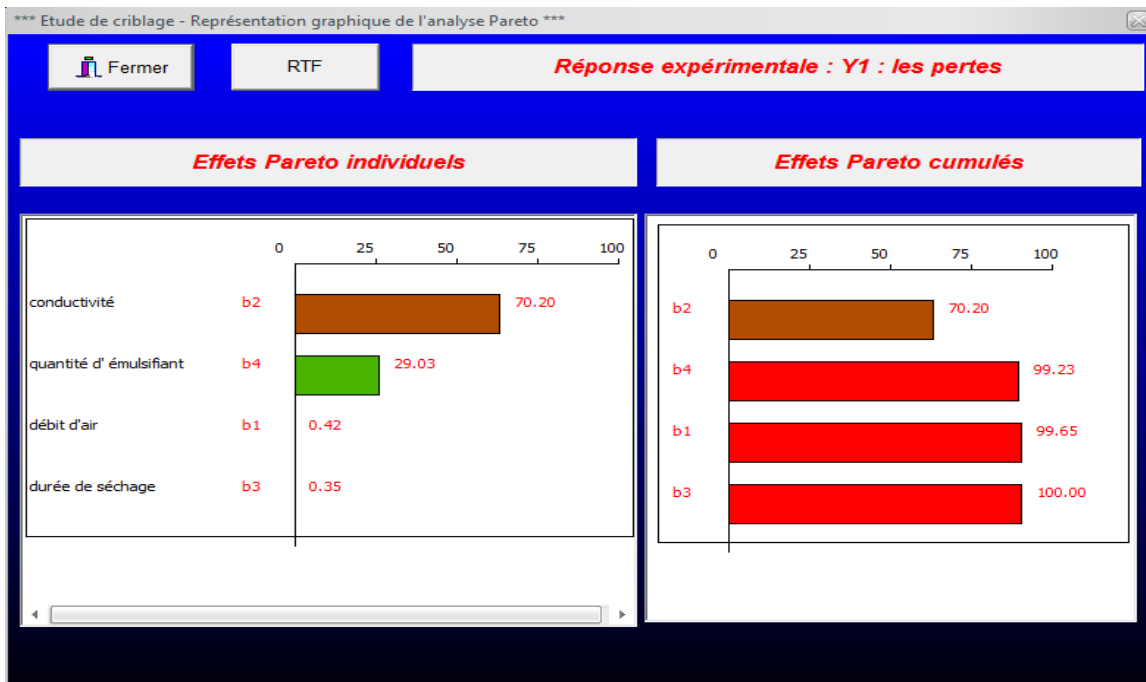 *** Etude de criblage - Représentation graphique de l'analyse Pareto ***
Fermer
RTF
Réponse expérimentale : Y1 : les pertes
Effets Pareto individuels
0 25 50 75 100
conductivité b2 70.20
quantité d' émulsifiant b4 29.03
débit d'air b1 0.42
durée de séchage b3 0.35
Effets Pareto cumulés
0 25 50 75 100
b2 70.20
b4 99.23
b1 99.65
b3 100.00